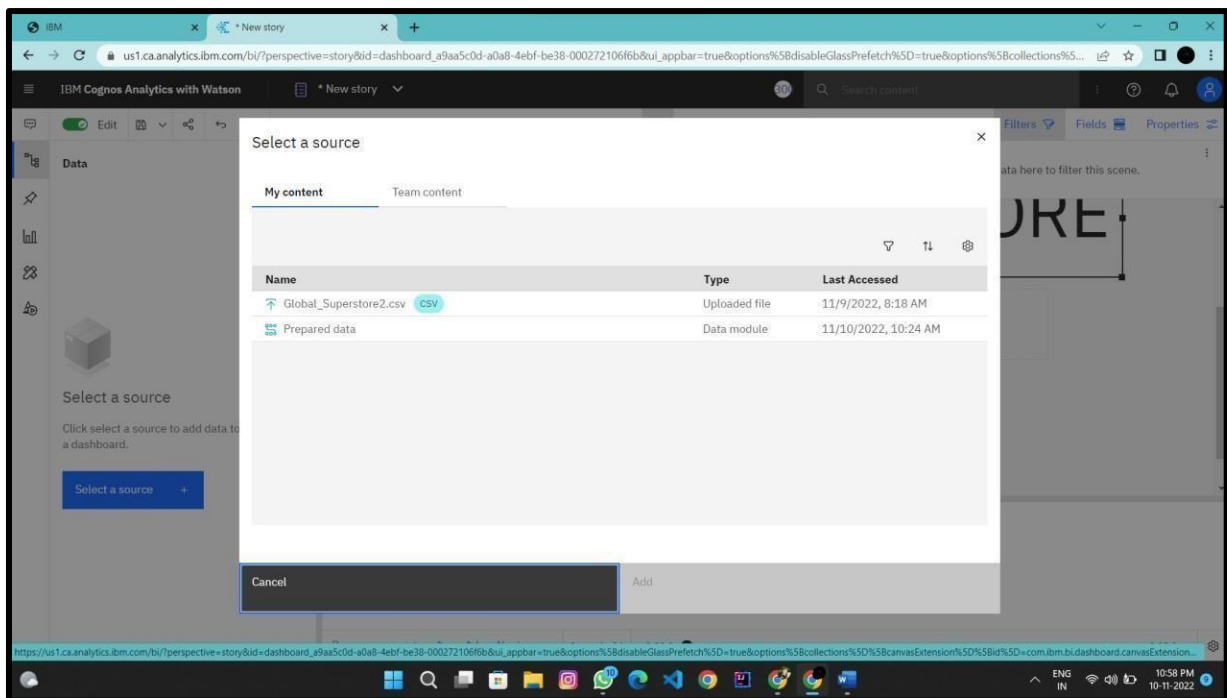 IBM
* New story
us1.ca.analytics.ibm.com/bi/?perspective=story&id=dashboard_a9aa5c0d-a0a8-4ebf-be38-000272106f6b&ui_appbar=true&options%5BdisableGlassPrefetch%5D=true&options%5Bcollections%5...
IBM Cognos Analytics with Watson
* New story
30
Search content
Edit
Filters
Fields
Properties
Data
Select a source
ata here to filter this scene.
My content
Team content
ORE
Name Type Last Accessed
Global_Superstore2.csv CSV Uploaded file 11/9/2022, 8:18 AM
Prepared data Data module 11/10/2022, 10:24 AM
Select a source
Click select a source to add data to
a dashboard.
Select a source +
Cancel
Add
https://us1.ca.analytics.ibm.com/bi/?perspective=story&id=dashboard_a9aa5c0d-a0a8-4ebf-be38-000272106f6b&ui_appbar=true&options%5BdisableGlassPrefetch%5D=true&options%5Bcollections%5D%5BcanvasExtension%5D%5Bid%5D=com.ibm.bi.dashboard.canvasExtension...
10
ENG
IN
10:58 PM
10-11-2022
9